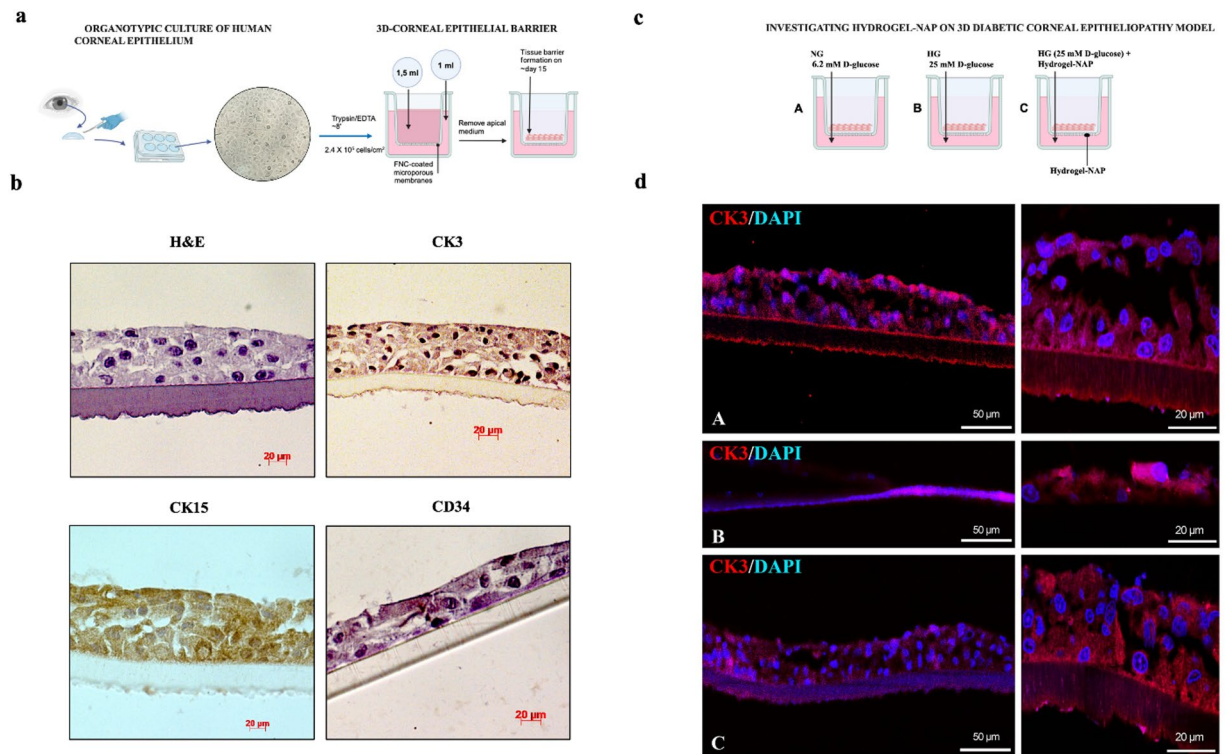 a
ORGANOTYPIC CULTURE OF HUMAN
CORNEAL EPITHELIUM
3D-CORNEAL EPITHELIAL BARRIER
1,5 ml
1 ml
Tissue barrier
formation on
~day 15
Trypsin/EDTA
~8'
2.4 X 10⁵ cells/cm²
Remove apical
medium
FNC-coated
microporous
membranes
b
H&E
CK3
20 µm
20 µm
CK15
CD34
20 µm
20 µm
c
INVESTIGATING HYDROGEL-NAP ON 3D DIABETIC CORNEAL EPITHELIOPATHY MODEL
NG
6.2 mM D-glucose
HG
25 mM D-glucose
HG (25 mM D-glucose) +
Hydrogel-NAP
A
B
C
Hydrogel-NAP
d
CK3/DAPI
A
50 µm
20 µm
B
50 µm
20 µm
CK3/DAPI
C
50 µm
20 µm